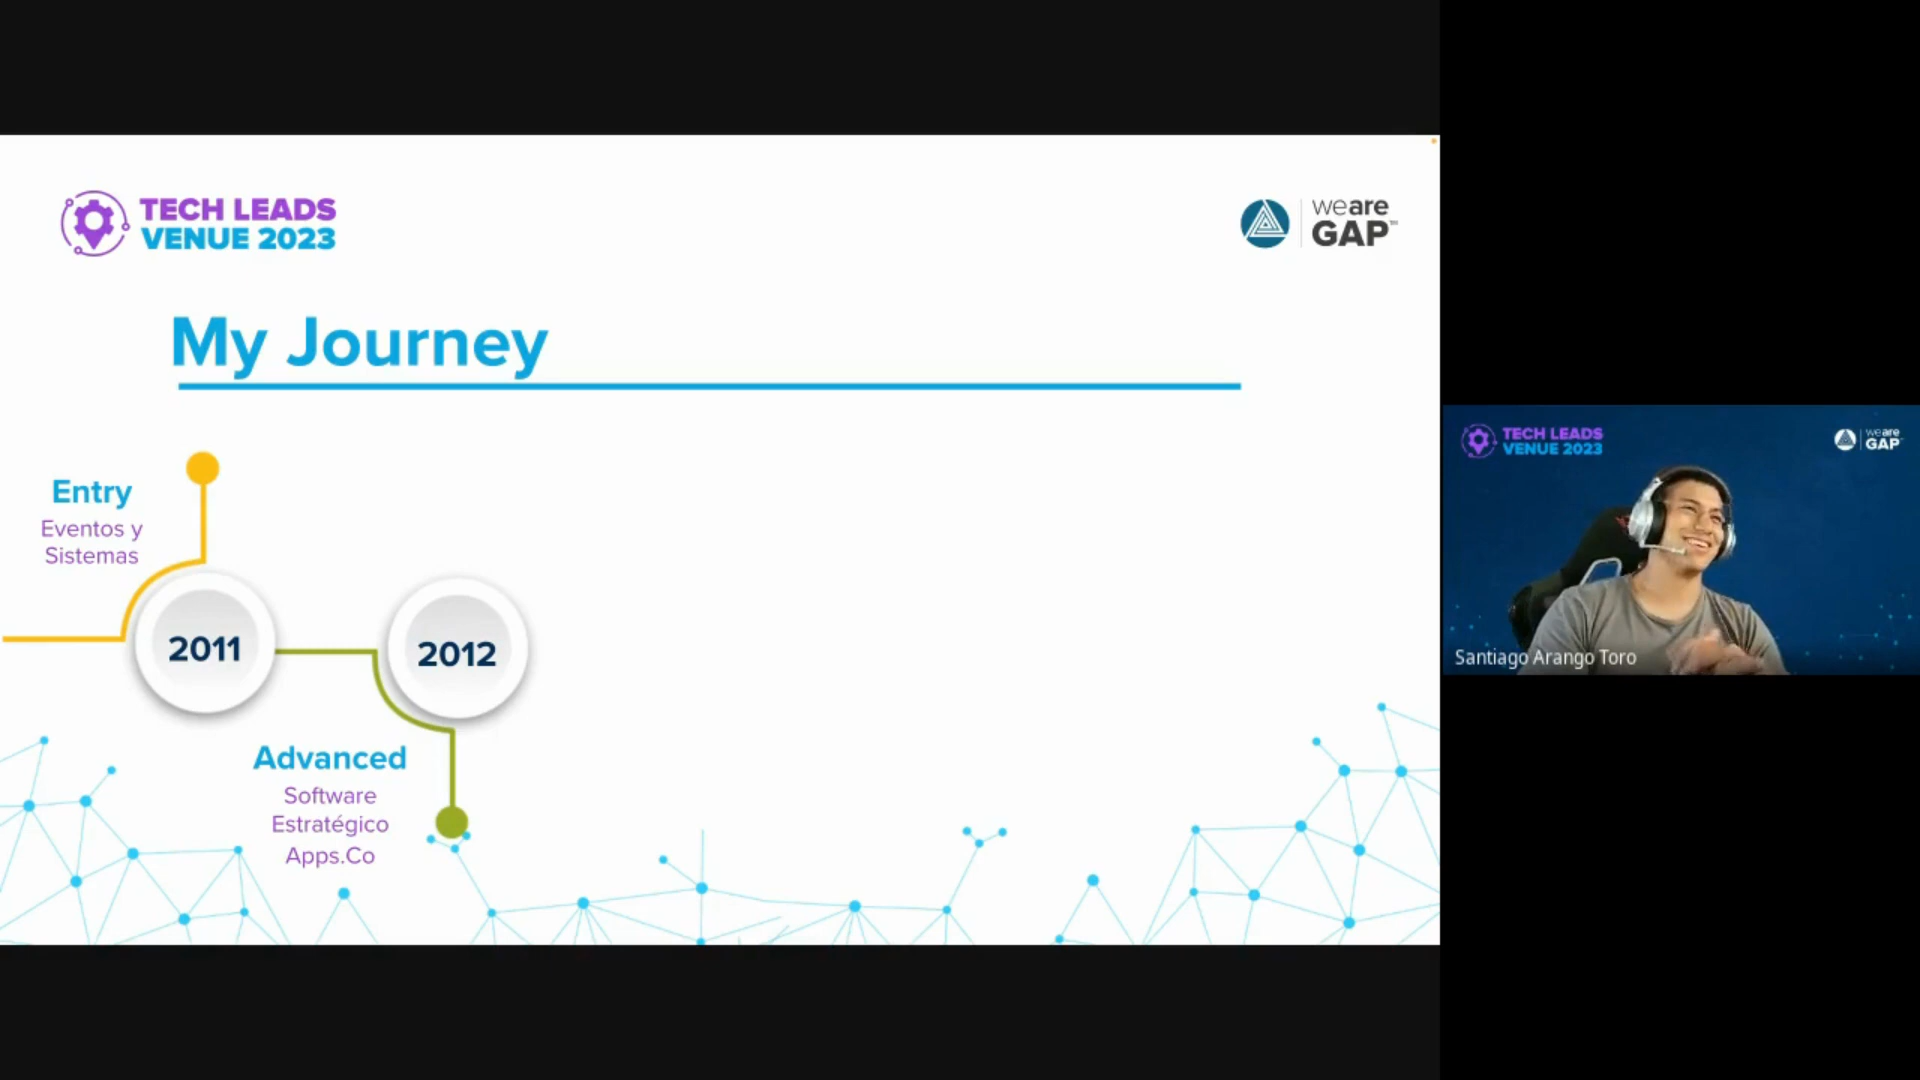 TECH LEADS
VENUE 2023
weare
GAP™
My Journey
Entry
Eventos y
Sistemas
2011
2012
Advanced
Software
Estratégico
Apps.Co
TECH LEADS
VENUE 2023
weare
GAP
Santiago Arango Toro